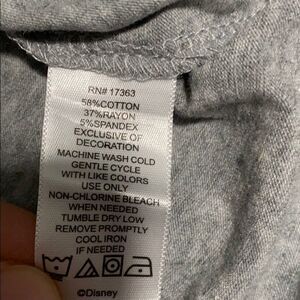 RN# 17363
58%COTTON
37%RAYON
5%SPANDEX
EXCLUSIVE OF
DECORATION
MACHINE WASH COLD
GENTLE CYCLE
WITH LIKE COLORS
USE ONLY
NON-CHLORINE BLEACH
WHEN NEEDED
TUMBLE DRY LOW
REMOVE PROMPTLY
COOL IRON
IF NEEDED
©Disney